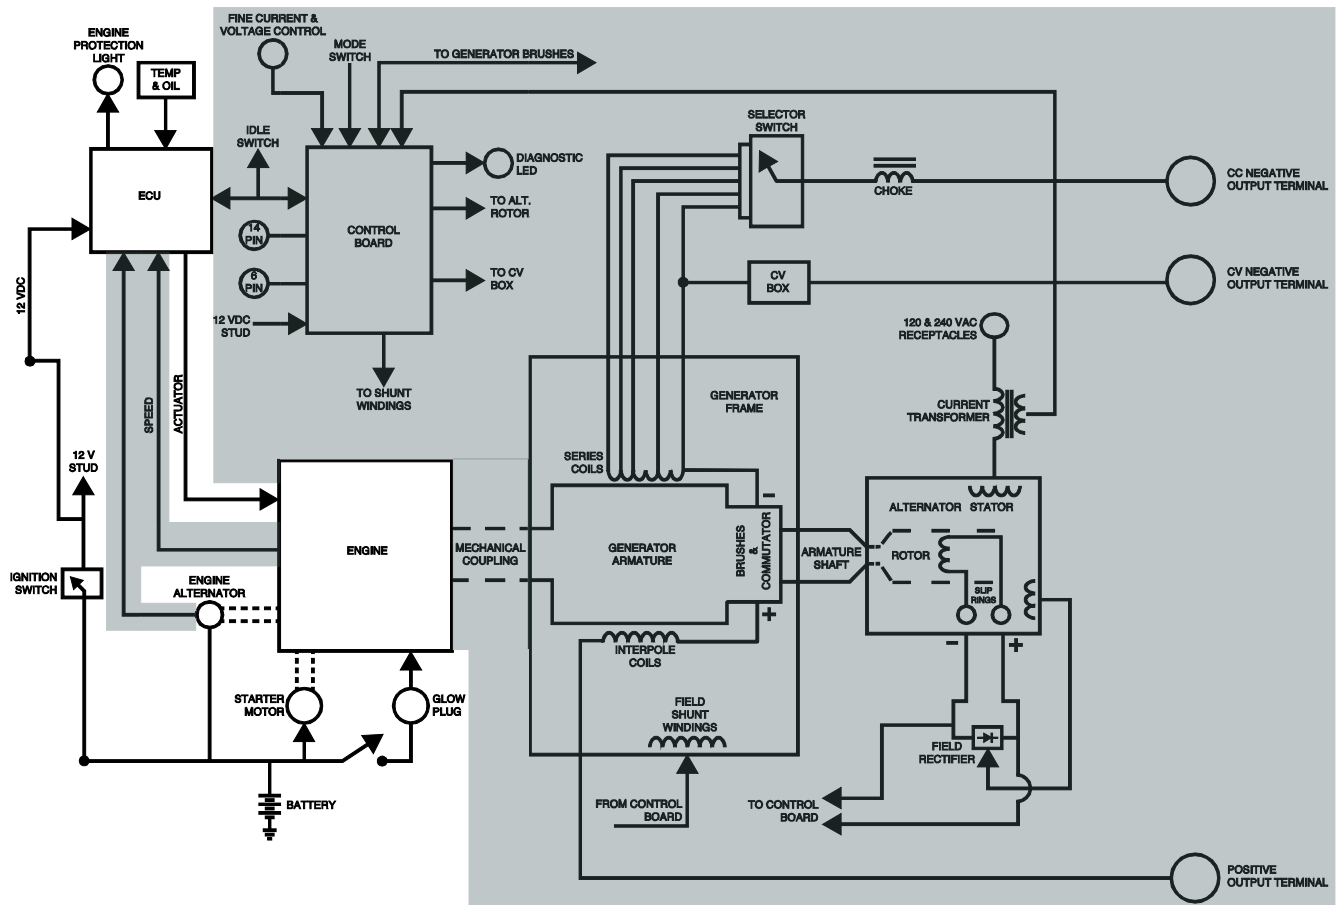 FINE CURRENT &
VOLTAGE CONTROL
ENGINE
PROTECTION
LIGHT
MODE
SWITCH
TO GENERATOR BRUSHES
TEMP
& OIL
IDLE
SWITCH
SELECTOR
SWITCH
DIAGNOSTIC
LED
ECU
CHOKE
CC NEGATIVE
OUTPUT TERMINAL
TO ALT.
ROTOR
14
PIN
CONTROL
BOARD
6
PIN
TO CV
BOX
CV
BOX
CV NEGATIVE
OUTPUT TERMINAL
12 VDC
12 VDC
STUD
120 & 240 VAC
RECEPTACLES
TO SHUNT
WINDINGS
GENERATOR
FRAME
CURRENT
TRANSFORMER
SPEED
ACTUATOR
12 V
STUD
SERIES
COILS
ALTERNATOR
STATOR
ENGINE
MECHANICAL
COUPLING
GENERATOR
ARMATURE
BRUSHES
&
COMMUTATOR
–
+
ARMATURE
SHAFT
ROTOR
SLIP
RINGS
IGNITION
SWITCH
ENGINE
ALTERNATOR
INTERPOLE
COILS
–
+
STARTER
MOTOR
GLOW
PLUG
FIELD
SHUNT
WINDINGS
FIELD
RECTIFIER
BATTERY
FROM CONTROL
BOARD
TO CONTROL
BOARD
POSITIVE
OUTPUT TERMINAL